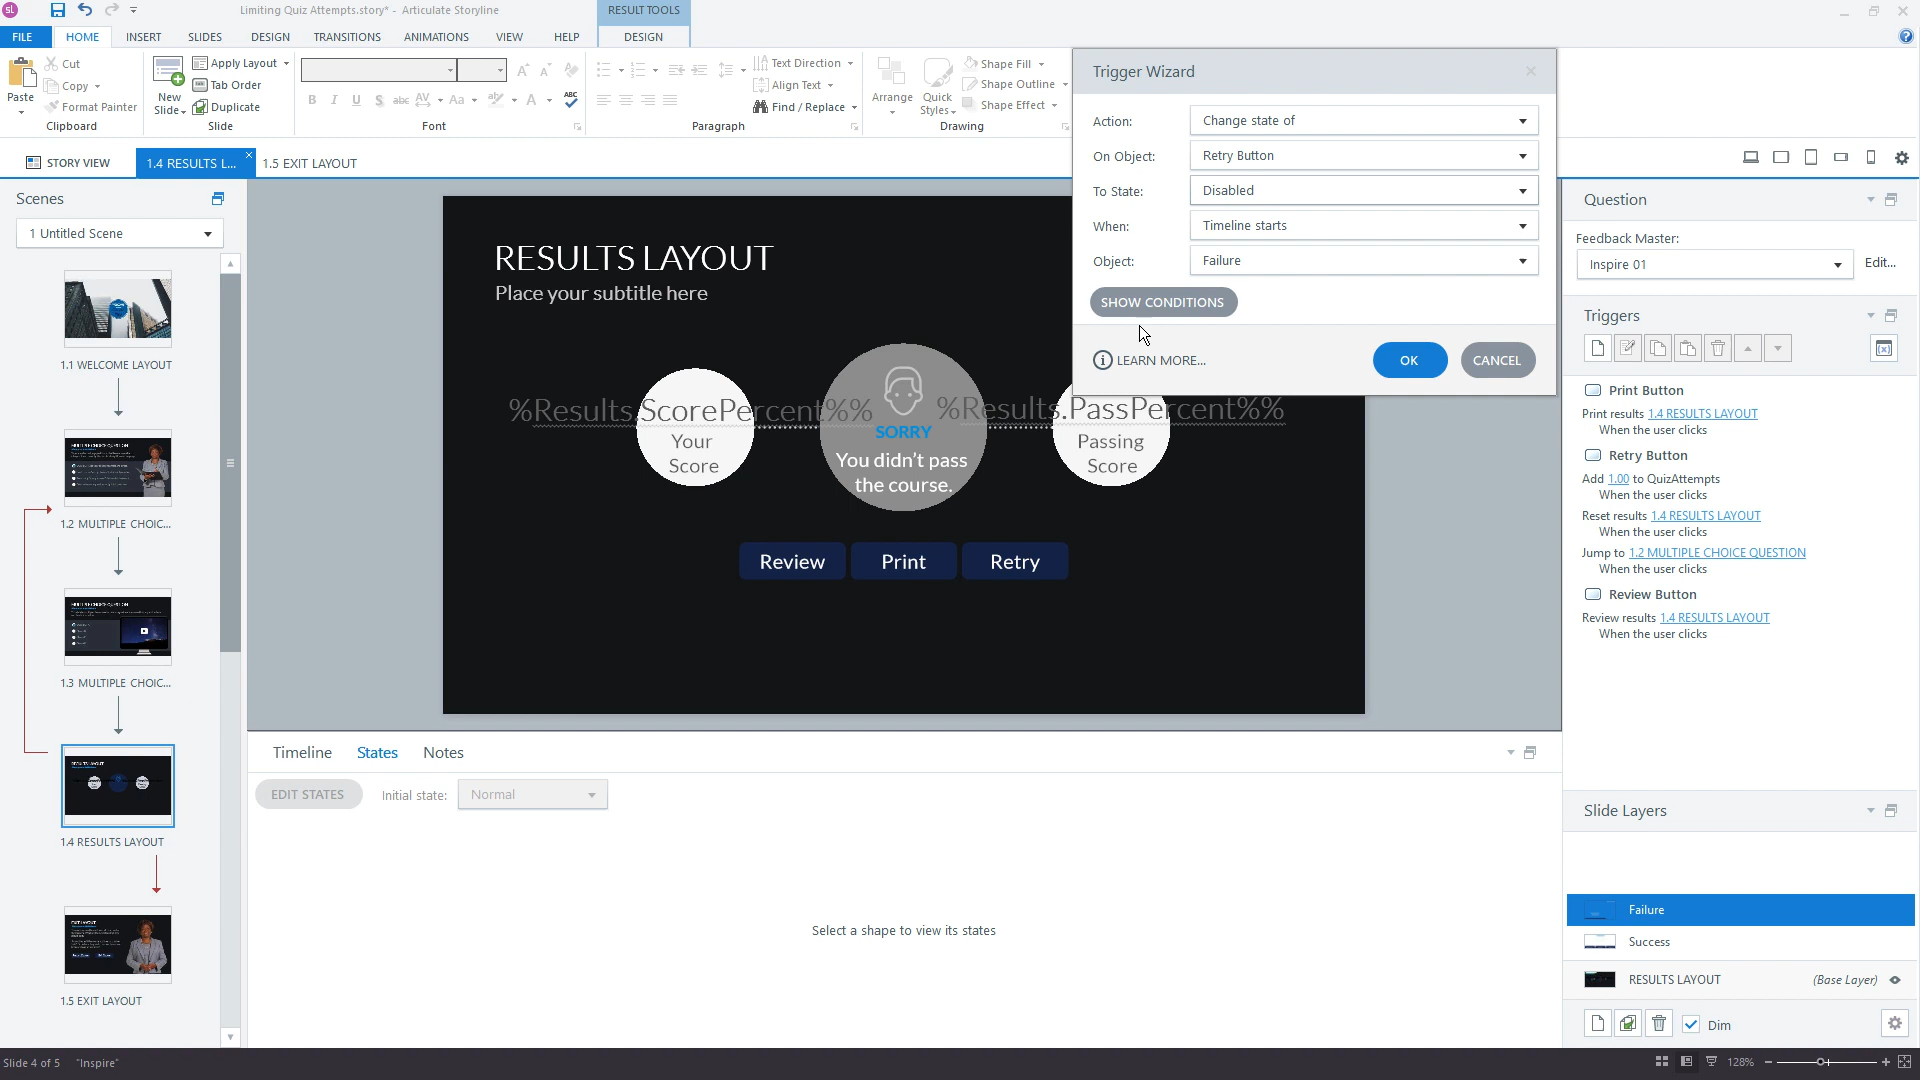 sl
Limiting Quiz Attempts.story* - Articulate Storyline
RESULT TOOLS
FILE HOME INSERT SLIDES DESIGN TRANSITIONS ANIMATIONS VIEW HELP DESIGN
Paste
Cut
Copy
Format Painter
Clipboard
New
Slide
Apply Layout
Tab Order
Duplicate
Slide
B I U S abc AV Aa A ABC
Font
Text Direction
Align Text
Find / Replace
Paragraph
Arrange
Quick
Styles
Shape Fill
Shape Outline
Shape Effect
Drawing
STORY VIEW
1.4 RESULTS L...
1.5 EXIT LAYOUT
Scenes
1 Untitled Scene
1.1 WELCOME LAYOUT
1.2 MULTIPLE CHOIC...
1.3 MULTIPLE CHOIC...
1.4 RESULTS LAYOUT
1.5 EXIT LAYOUT
RESULTS LAYOUT
Place your subtitle here
%Results.ScorePercent%%
Your
Score
SORRY
You didn't pass
the course.
%Results.PassPercent%%
Passing
Score
Review
Print
Retry
Trigger Wizard
Action: Change state of
On Object: Retry Button
To State: Disabled
When: Timeline starts
Object: Failure
SHOW CONDITIONS
LEARN MORE...
OK
CANCEL
Timeline
States
Notes
EDIT STATES
Initial state:
Normal
Select a shape to view its states
Question
Feedback Master:
Inspire 01
Edit...
Triggers
Print Button
Print results 1.4 RESULTS LAYOUT
When the user clicks
Retry Button
Add 1.00 to QuizAttempts
When the user clicks
Reset results 1.4 RESULTS LAYOUT
When the user clicks
Jump to 1.2 MULTIPLE CHOICE QUESTION
When the user clicks
Review Button
Review results 1.4 RESULTS LAYOUT
When the user clicks
Slide Layers
Failure
Success
RESULTS LAYOUT (Base Layer)
Dim
Slide 4 of 5 "Inspire"
128%